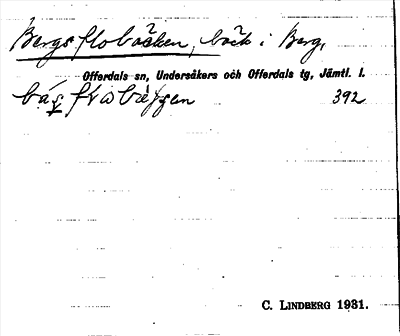 Bergsflobäcken, bäck i Berg,
Offerdals sn, Undersåkers och Offerdals tg, Jämtl. l.
392
C. LINDBERG 1931.